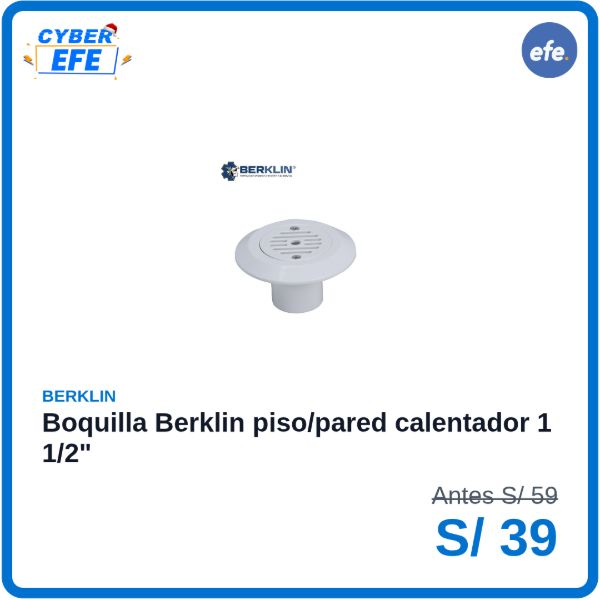 CYBER
EFE
efe.
BERKLIN®
BERKLIN
Boquilla Berklin piso/pared calentador 1
1/2"
Antes S/ 59
S/ 39